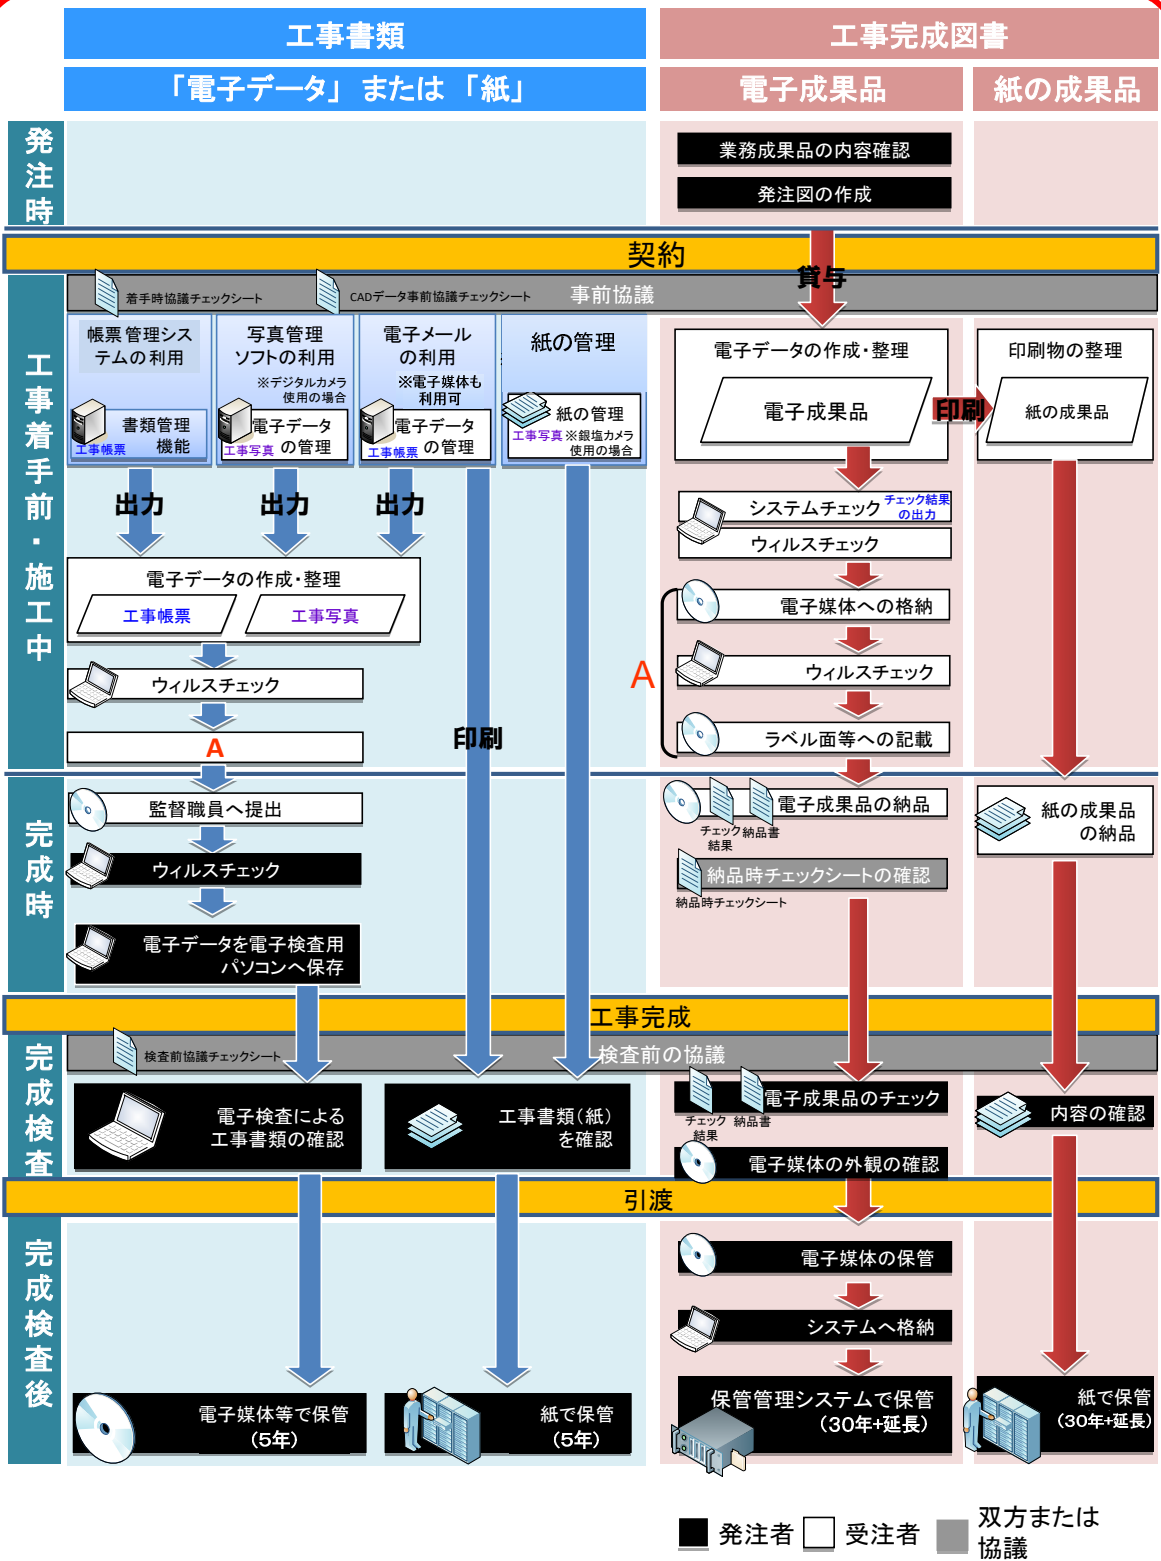 工事書類
工事完成図書
「電子データ」 または 「紙」
電子成果品
紙の成果品
発注時
業務成果品の内容確認
発注図の作成
契約
貸与
着手時協議チェックシート
CADデータ事前協議チェックシート
事前協議
工事着手前・施工中
帳票管理シス
テムの利用
書類管理
機能
工事帳票
写真管理
ソフトの利用
※デジタルカメラ
使用の場合
電子データ
の管理
工事写真
電子メール
の利用
※電子媒体も
利用可
電子データ
の管理
工事帳票
紙の管理
紙の管理
工事写真 ※銀塩カメラ
使用の場合
電子データの作成・整理
電子成果品
印刷
印刷物の整理
紙の成果品
出力
出力
出力
システムチェック
チェック結果
の出力
ウィルスチェック
電子データの作成・整理
工事帳票
工事写真
電子媒体への格納
A
ウィルスチェック
ウィルスチェック
A
印刷
ラベル面等への記載
完成時
監督職員へ提出
電子成果品の納品
チェック
結果
納品書
紙の成果品
の納品
ウィルスチェック
納品時チェックシートの確認
納品時チェックシート
電子データを電子検査用
パソコンへ保存
工事完成
完成検査
検査前協議チェックシート
検査前の協議
電子検査による
工事書類の確認
工事書類(紙)
を確認
電子成果品のチェック
チェック
結果
納品書
内容の確認
電子媒体の外観の確認
引渡
完成検査後
電子媒体の保管
システムへ格納
電子媒体等で保管
(5年)
紙で保管
(5年)
保管管理システムで保管
(30年+延長)
紙で保管
(30年+延長)
発注者
受注者
双方または
協議